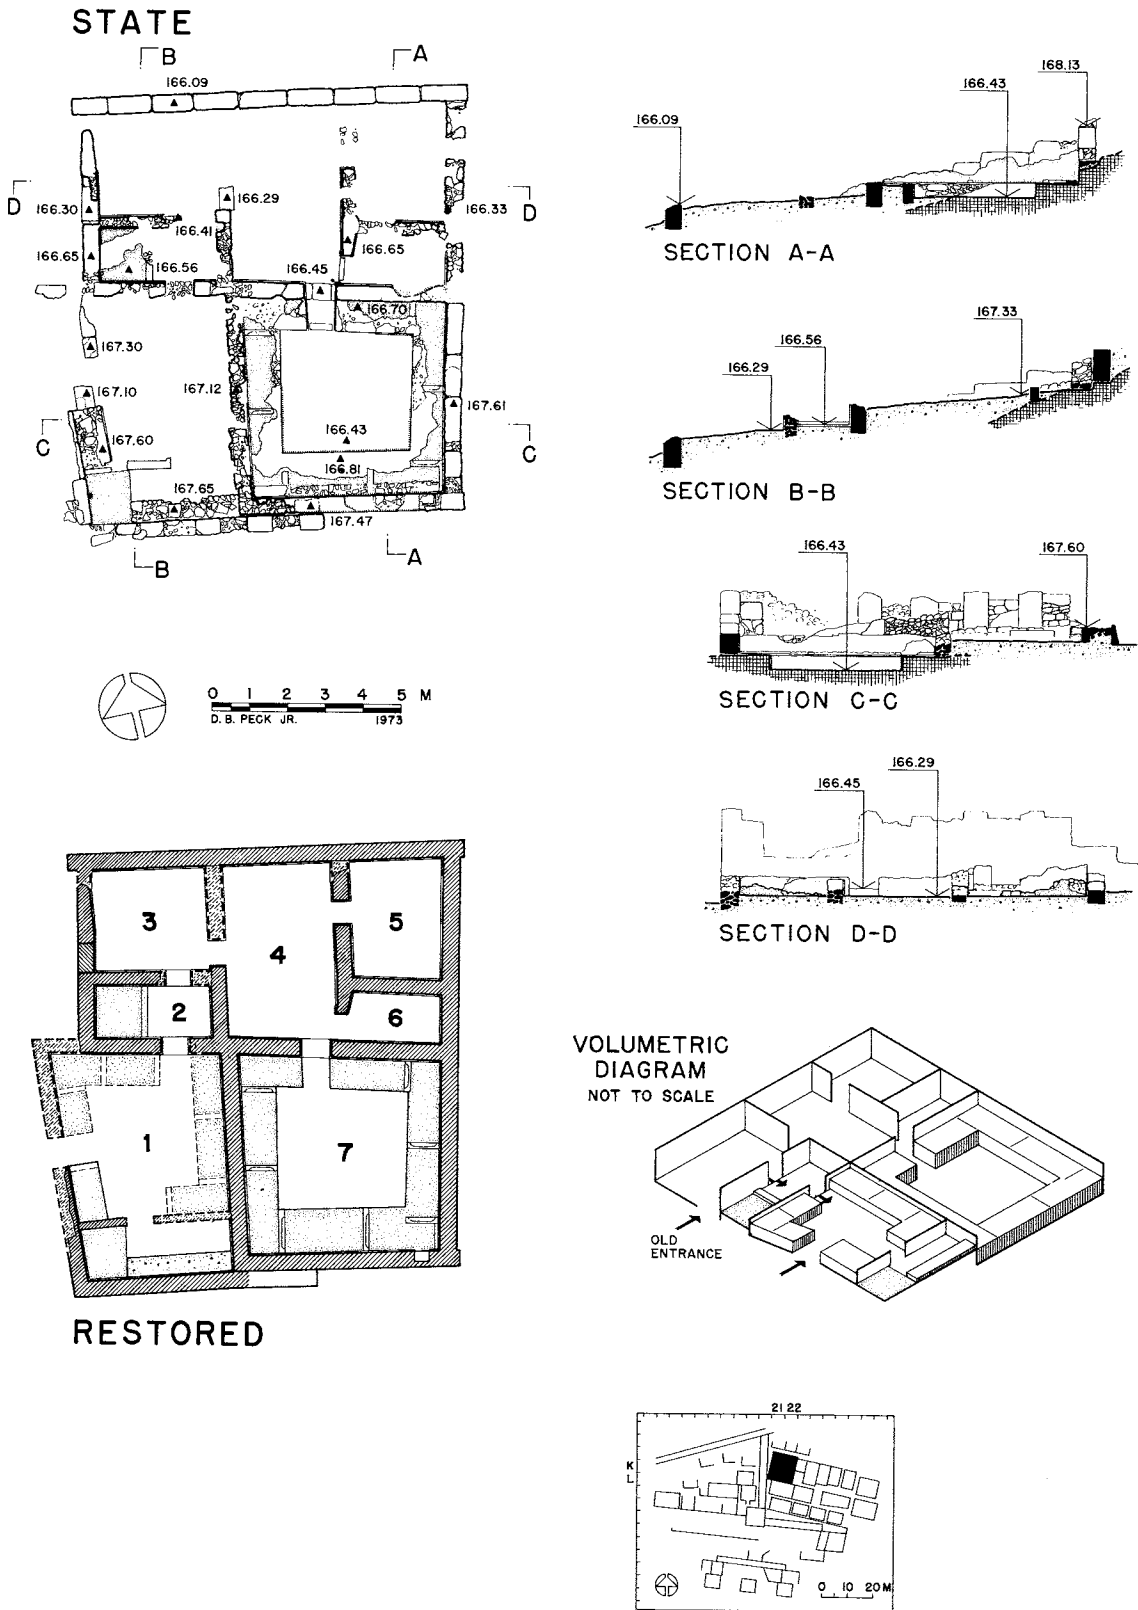 STATE
B
A
166.09
D
166.30
166.29
166.33
D
166.41
166.65
166.65
166.56
166.45
166.70
167.30
167.10
167.12
167.61
C
167.60
166.43
C
166.81
167.65
167.47
B
A
0 1 2 3 4 5 M
D. B. PECK JR. 1973
168.13
166.43
166.09
SECTION A-A
167.33
166.56
166.29
SECTION B-B
166.43
167.60
SECTION C-C
166.29
166.45
SECTION D-D
3
4
5
2
6
1
7
RESTORED
VOLUMETRIC
DIAGRAM
NOT TO SCALE
OLD
ENTRANCE
21 22
K
L
0 10 20 M